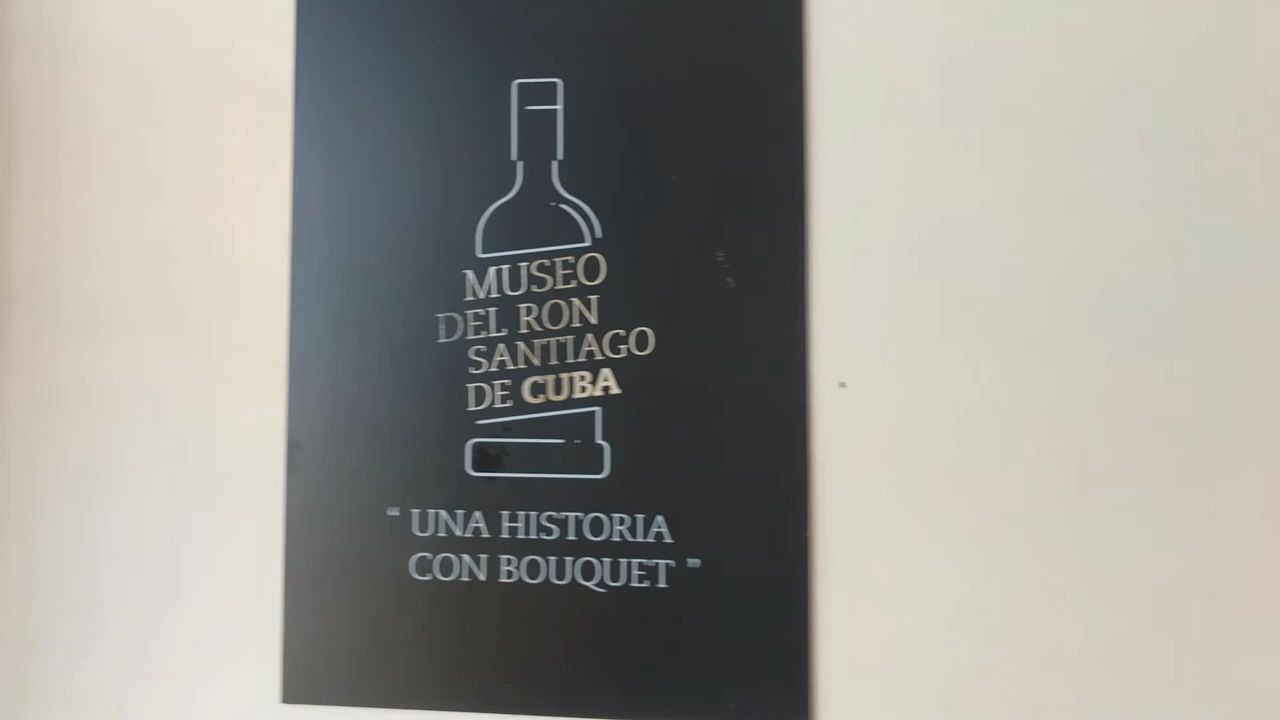 MUSEO
DEL RON
SANTIAGO
DE CUBA
“ UNA HISTORIA
CON BOUQUET ”